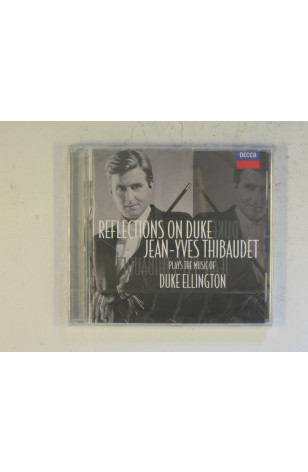 DECCA
REFLECTIONS ON DUKE
JEAN-YVES THIBAUDET
PLAYS THE MUSIC OF
DUKE ELLINGTON